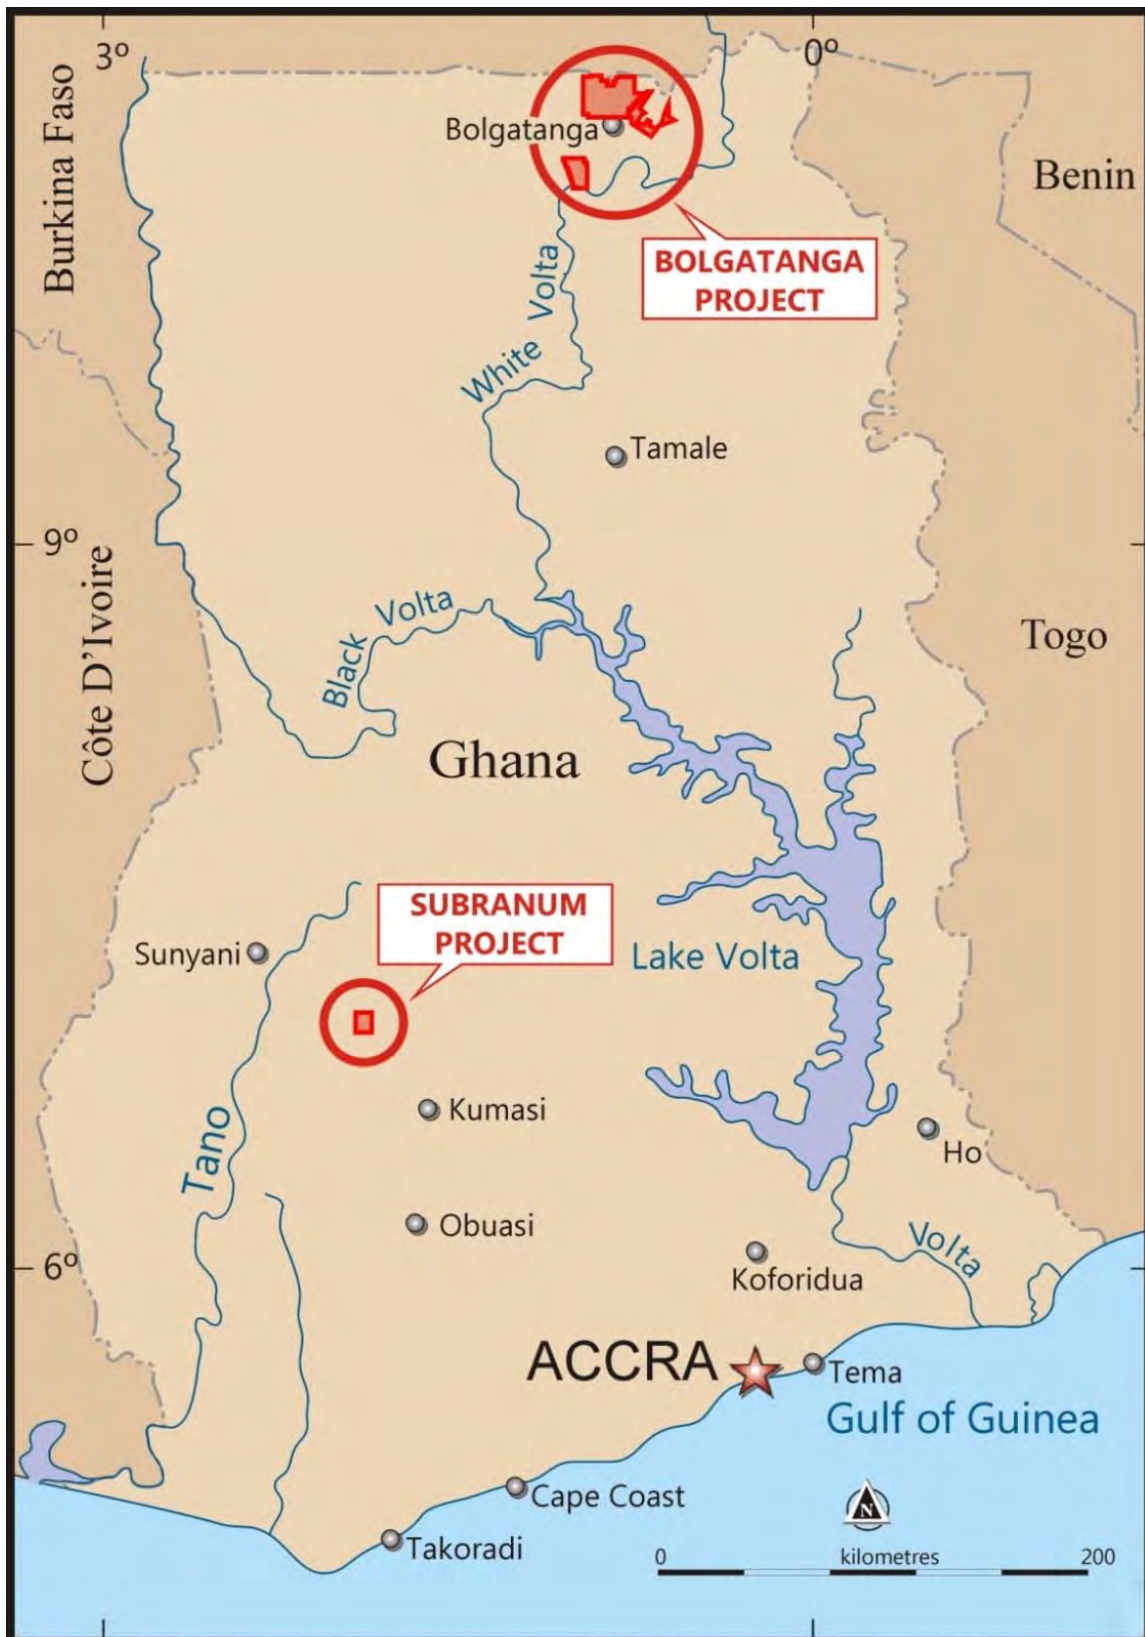 3º
0º
Burkina Faso
Bolgatanga
Benin
BOLGATANGA
PROJECT
White Volta
Tamale
9º
Côte D'Ivoire
Black Volta
Togo
Ghana
SUBRANUM
PROJECT
Sunyani
Lake Volta
Kumasi
Tano
Ho
Obuasi
Volta
6º
Koforidua
ACCRA
Tema
Gulf of Guinea
Cape Coast
N
Takoradi
0 kilometres 200